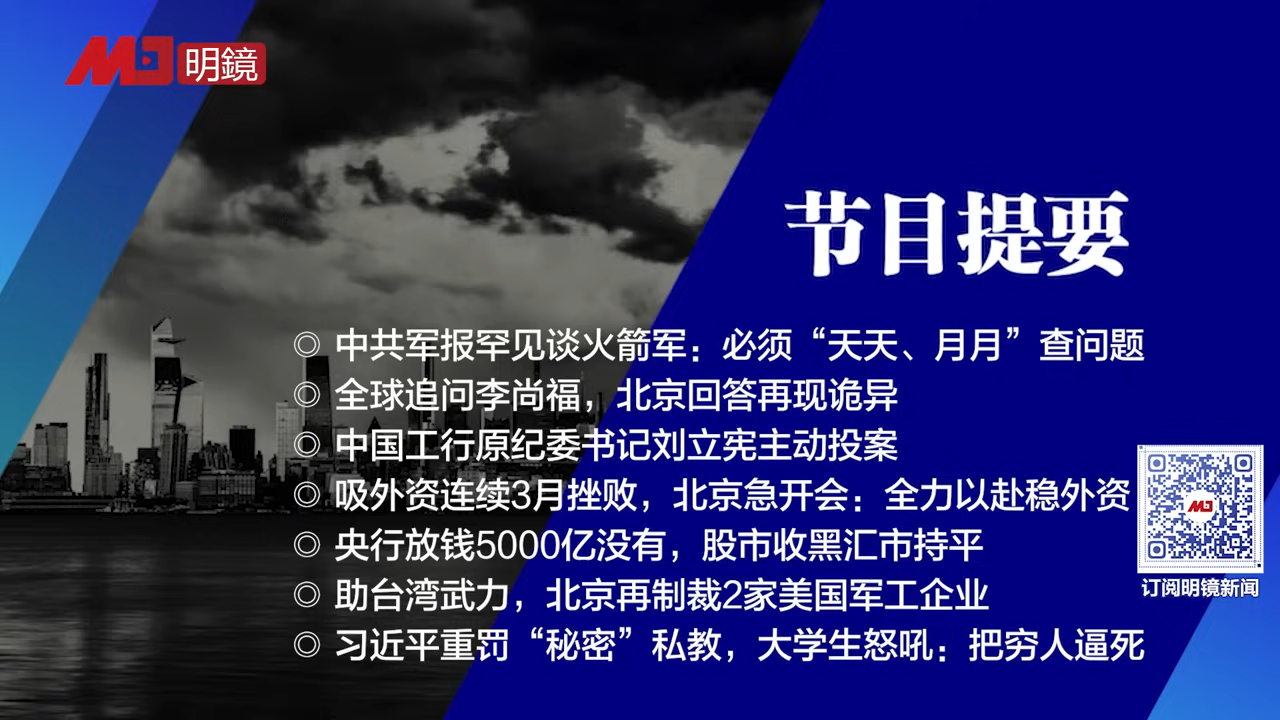 明鏡
节目提要
◎ 中共军报罕见谈火箭军：必须“天天、月月”查问题
◎ 全球追问李尚福，北京回答再现诡异
◎ 中国工行原纪委书记刘立宪主动投案
◎ 吸外资连续3月挫败，北京急开会：全力以赴稳外资
◎ 央行放钱5000亿没有，股市收黑汇市持平
◎ 助台湾武力，北京再制裁2家美国军工企业
◎ 习近平重罚“秘密”私教，大学生怒吼：把穷人逼死
订阅明镜新闻